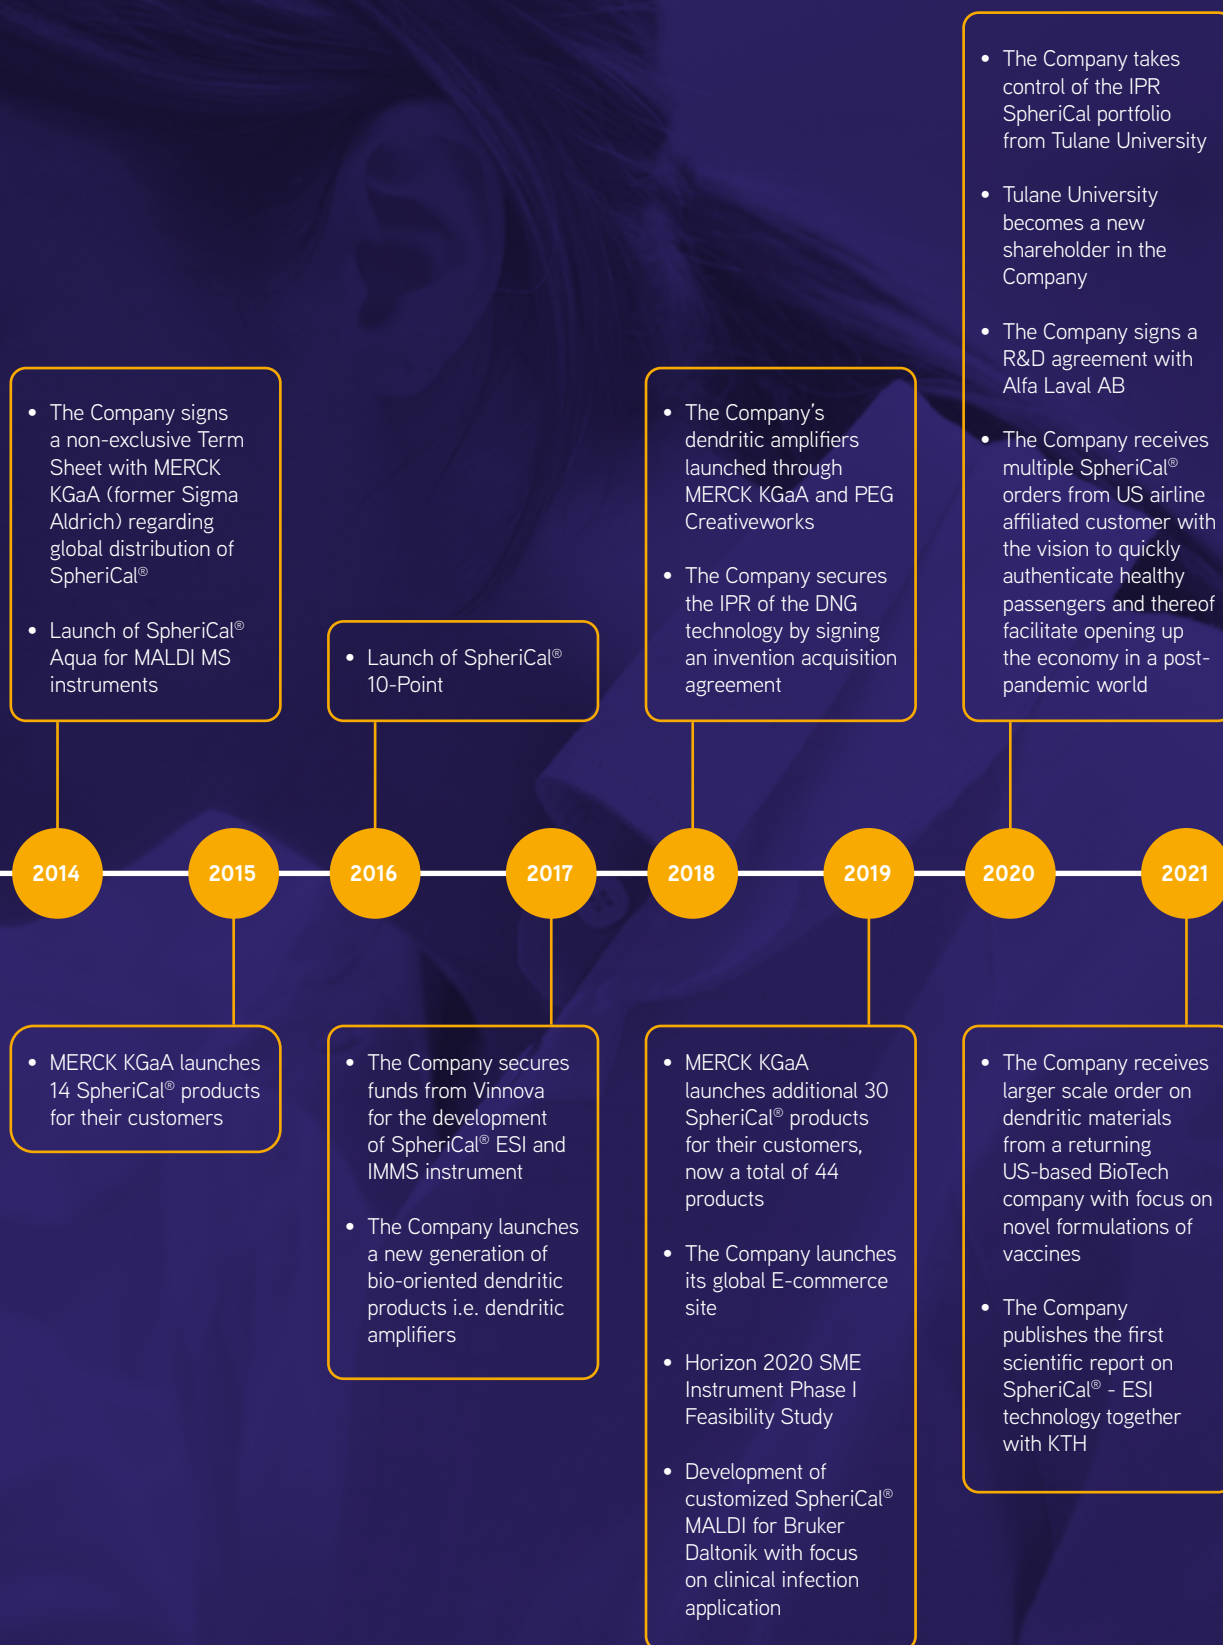 • The Company takes
control of the IPR
SpheriCal portfolio
from Tulane University
• Tulane University
becomes a new
shareholder in the
Company
• The Company signs a
R&D agreement with
Alfa Laval AB
• The Company receives
multiple SpheriCal®
orders from US airline
affiliated customer with
the vision to quickly
authenticate healthy
passengers and thereof
facilitate opening up
the economy in a post-
pandemic world
• The Company signs
a non-exclusive Term
Sheet with MERCK
KGaA (former Sigma
Aldrich) regarding
global distribution of
SpheriCal®
• Launch of SpheriCal®
Aqua for MALDI MS
instruments
• Launch of SpheriCal®
10-Point
• The Company's
dendritic amplifiers
launched through
MERCK KGaA and PEG
Creativeworks
• The Company secures
the IPR of the DNG
technology by signing
an invention acquisition
agreement
2014
2015
2016
2017
2018
2019
2020
2021
• MERCK KGaA launches
14 SpheriCal® products
for their customers
• The Company secures
funds from Vinnova
for the development
of SpheriCal® ESI and
IMMS instrument
• The Company launches
a new generation of
bio-oriented dendritic
products i.e. dendritic
amplifiers
• MERCK KGaA
launches additional 30
SpheriCal® products
for their customers,
now a total of 44
products
• The Company launches
its global E-commerce
site
• Horizon 2020 SME
Instrument Phase I
Feasibility Study
• Development of
customized SpheriCal®
MALDI for Bruker
Daltonik with focus
on clinical infection
application
• The Company receives
larger scale order on
dendritic materials
from a returning
US-based BioTech
company with focus on
novel formulations of
vaccines
• The Company
publishes the first
scientific report on
SpheriCal® - ESI
technology together
with KTH